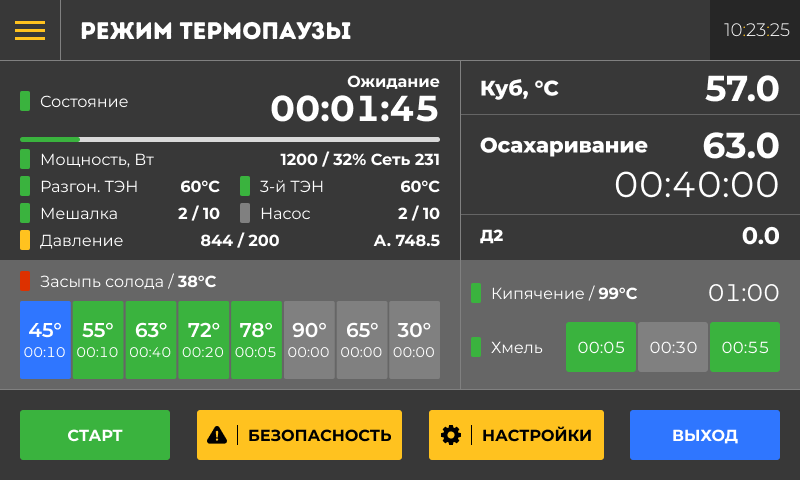 РЕЖИМ ТЕРМОПАУЗЫ
10:23:25
Состояние
Ожидание
00:01:45
Мощность, Вт 1200 / 32% Сеть 231
Разгон. ТЭН 60°C 3-й ТЭН 60°C
Мешалка 2 / 10 Насос 2 / 10
Давление 844 / 200 А. 748.5
Куб, °C 57.0
Осахаривание 63.0
00:40:00
Д2 0.0
Засыпь солода / 38°C
45° 55° 63° 72° 78° 90° 65° 30°
00:10 00:10 00:40 00:20 00:05 00:00 00:00 00:00
Кипячение / 99°C 01:00
Хмель 00:05 00:30 00:55
СТАРТ
БЕЗОПАСНОСТЬ
НАСТРОЙКИ
ВЫХОД